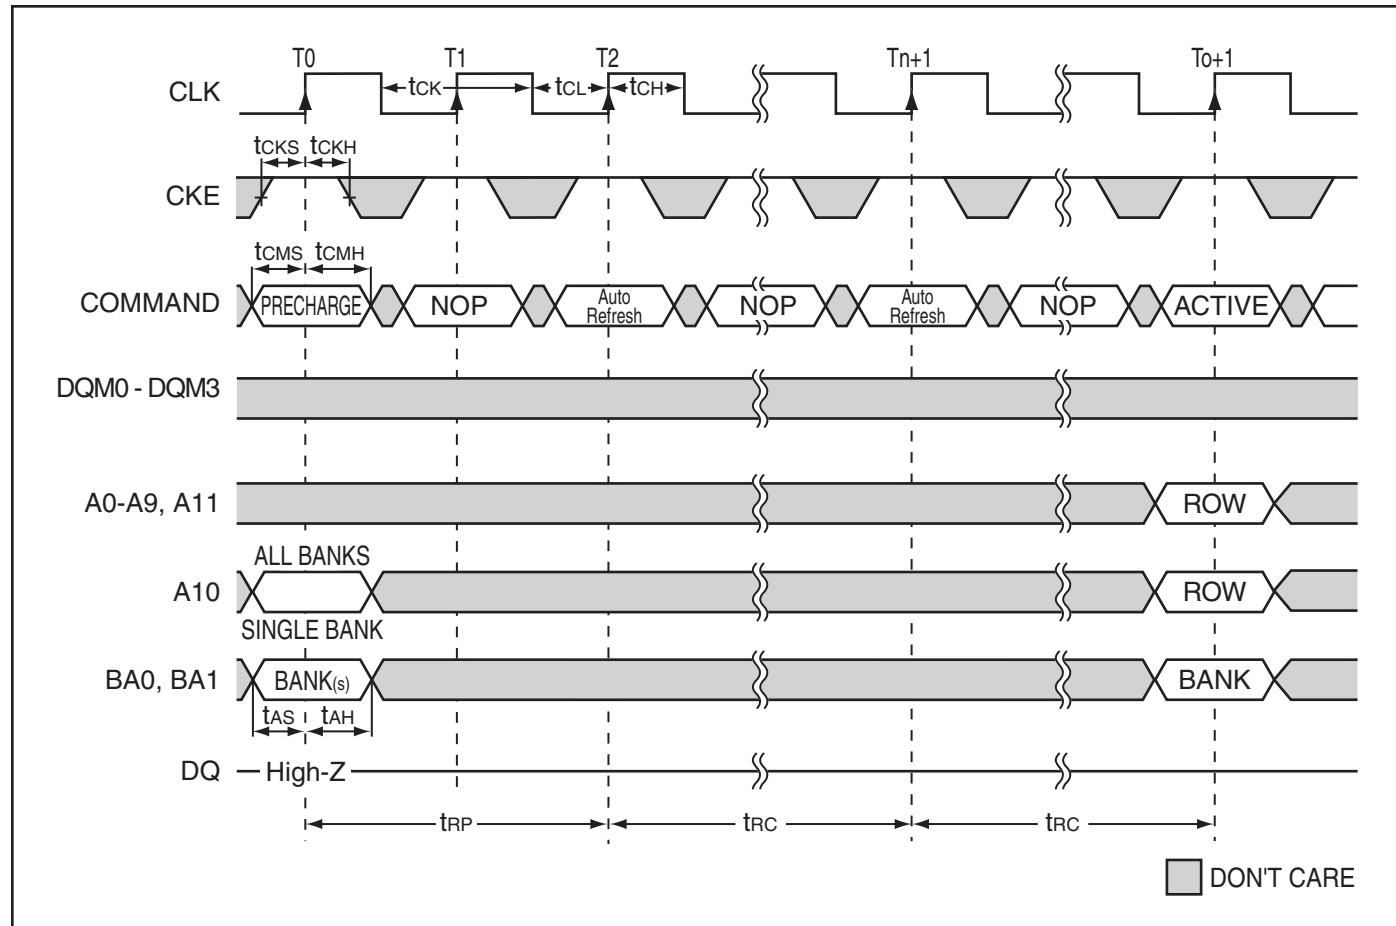 T0 T1 T2 Tn+1 To+1
CLK tCK tCL tCH
tCKS tCKH
CKE
tCMS tCMH
COMMAND PRECHARGE NOP Auto Refresh NOP Auto Refresh NOP ACTIVE
DQM0 - DQM3
A0-A9, A11 ROW
ALL BANKS
A10 ROW
SINGLE BANK
BA0, BA1 BANK(s) BANK
tAS tAH
DQ High-Z
tRP tRC tRC
DON'T CARE